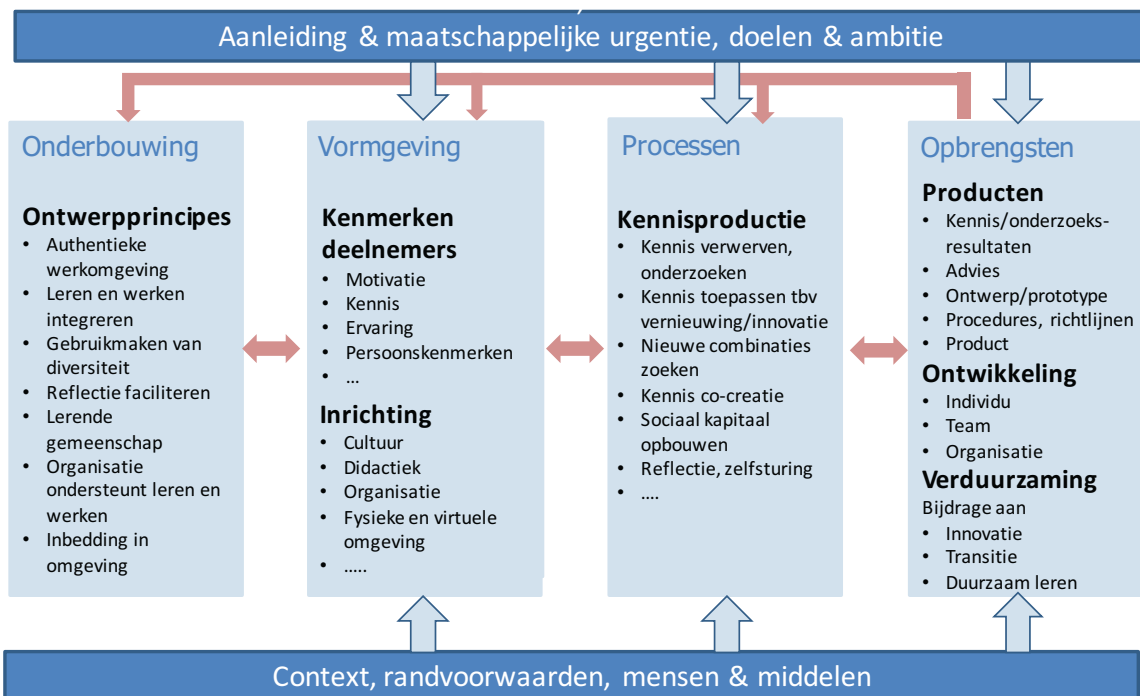 Aanleiding & maatschappelijke urgentie, doelen & ambitie
Onderbouwing
Ontwerpprincipes
• Authentieke
werkomgeving
• Leren en werken
integreren
• Gebruikmaken van
diversiteit
• Reflectie faciliteren
• Lerende
gemeenschap
• Organisatie
ondersteunt leren en
werken
• Inbedding in
omgeving
Vormgeving
Kenmerken
deelnemers
• Motivatie
• Kennis
• Ervaring
• Persoonskenmerken
• ...
Inrichting
• Cultuur
• Didactiek
• Organisatie
• Fysieke en virtuele
omgeving
• .....
Processen
Kennisproductie
• Kennis verwerven,
onderzoeken
• Kennis toepassen tbv
vernieuwing/innovatie
• Nieuwe combinaties
zoeken
• Kennis co-creatie
• Sociaal kapitaal
opbouwen
• Reflectie, zelfsturing
• ....
Opbrengsten
Producten
• Kennis/onderzoeks-
resultaten
• Advies
• Ontwerp/prototype
• Procedures, richtlijnen
• Product
Ontwikkeling
• Individu
• Team
• Organisatie
Verduurzaming
Bijdrage aan
• Innovatie
• Transitie
• Duurzaam leren
Context, randvoorwaarden, mensen & middelen